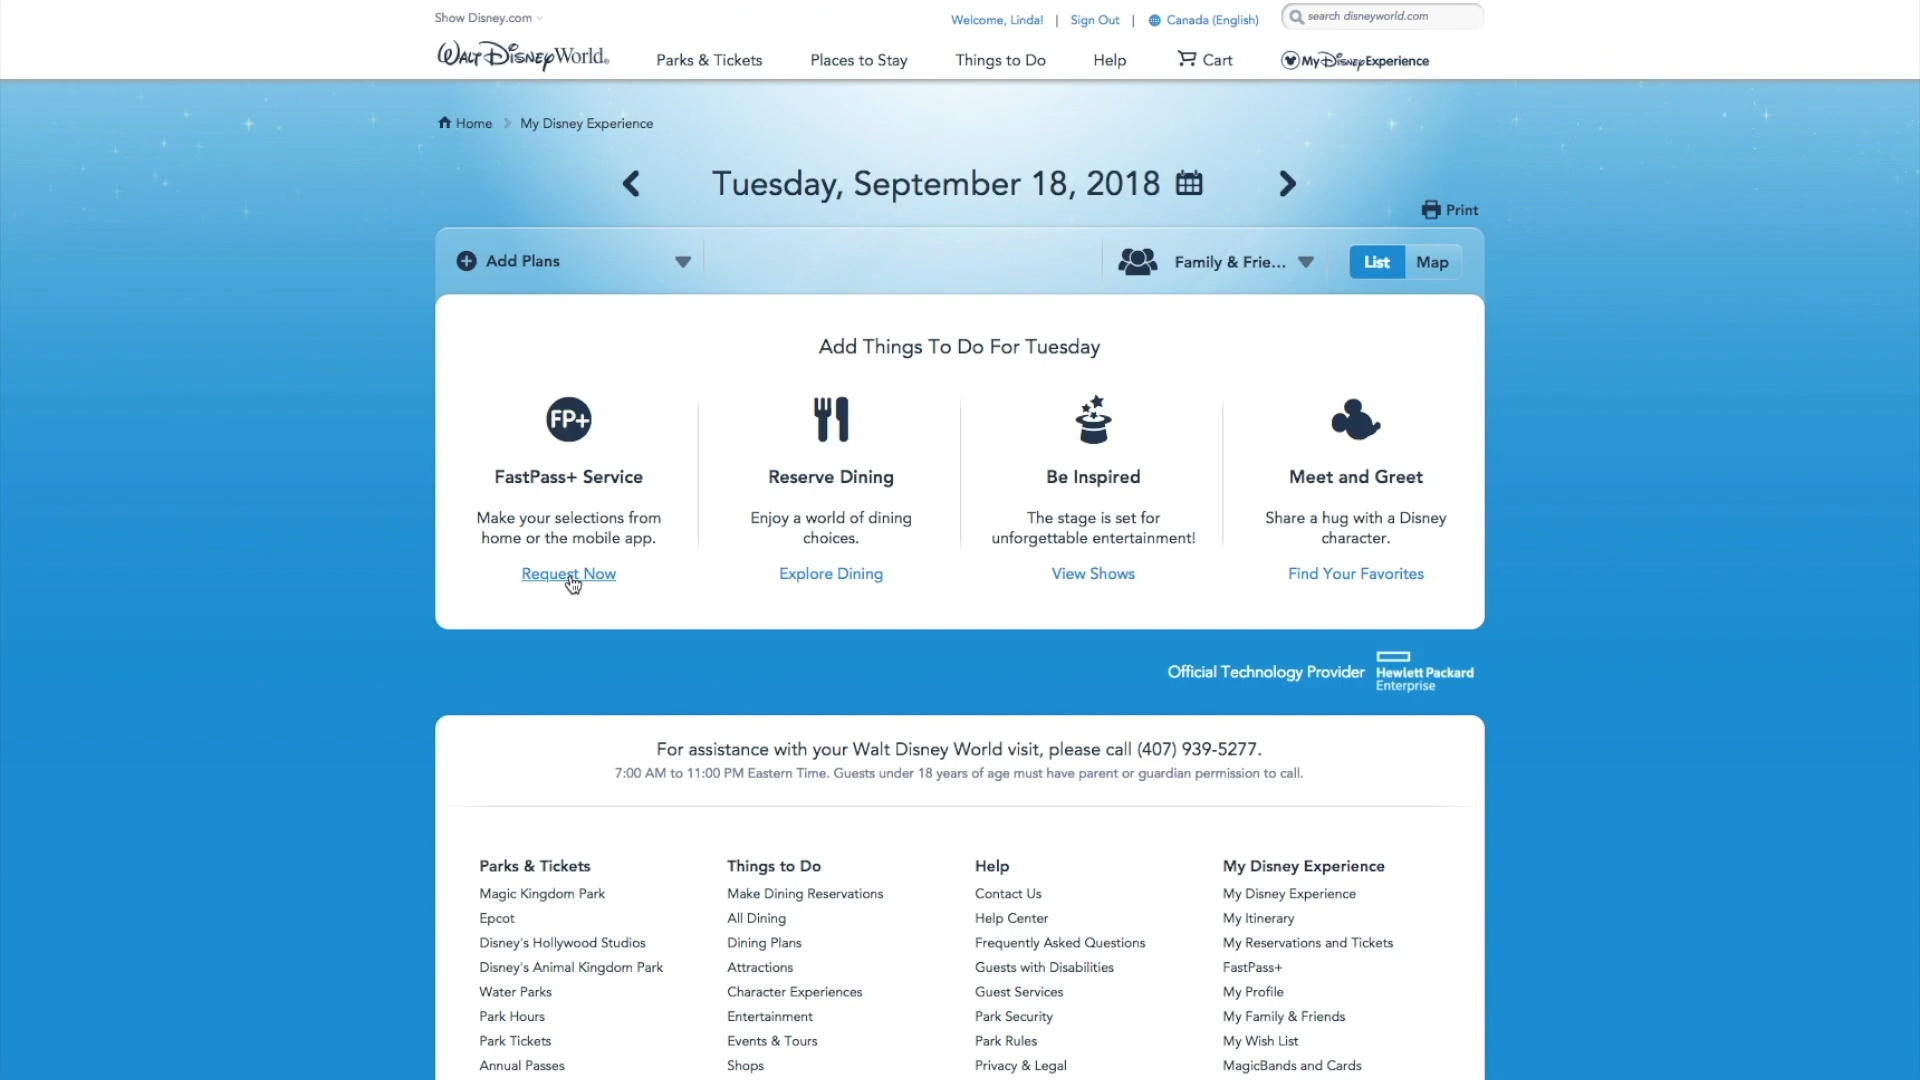 Show Disney.com
Welcome, Linda! | Sign Out | Canada (English)
search disneyworld.com
Walt Disney World.
Parks & Tickets
Places to Stay
Things to Do
Help
Cart
My Disney Experience
Home
My Disney Experience
Tuesday, September 18, 2018
Print
Add Plans
Family & Frie...
List
Map
Add Things To Do For Tuesday
FP+
FastPass+ Service
Make your selections from
home or the mobile app.
Request Now
Reserve Dining
Enjoy a world of dining
choices.
Explore Dining
Be Inspired
The stage is set for
unforgettable entertainment!
View Shows
Meet and Greet
Share a hug with a Disney
character.
Find Your Favorites
Official Technology Provider
Hewlett Packard
Enterprise
For assistance with your Walt Disney World visit, please call (407) 939-5277.
7:00 AM to 11:00 PM Eastern Time. Guests under 18 years of age must have parent or guardian permission to call.
Parks & Tickets
Magic Kingdom Park
Epcot
Disney's Hollywood Studios
Disney's Animal Kingdom Park
Water Parks
Park Hours
Park Tickets
Annual Passes
Things to Do
Make Dining Reservations
All Dining
Dining Plans
Attractions
Character Experiences
Entertainment
Events & Tours
Shops
Help
Contact Us
Help Center
Frequently Asked Questions
Guests with Disabilities
Guest Services
Park Security
Park Rules
Privacy & Legal
My Disney Experience
My Disney Experience
My Itinerary
My Reservations and Tickets
FastPass+
My Profile
My Family & Friends
My Wish List
MagicBands and Cards